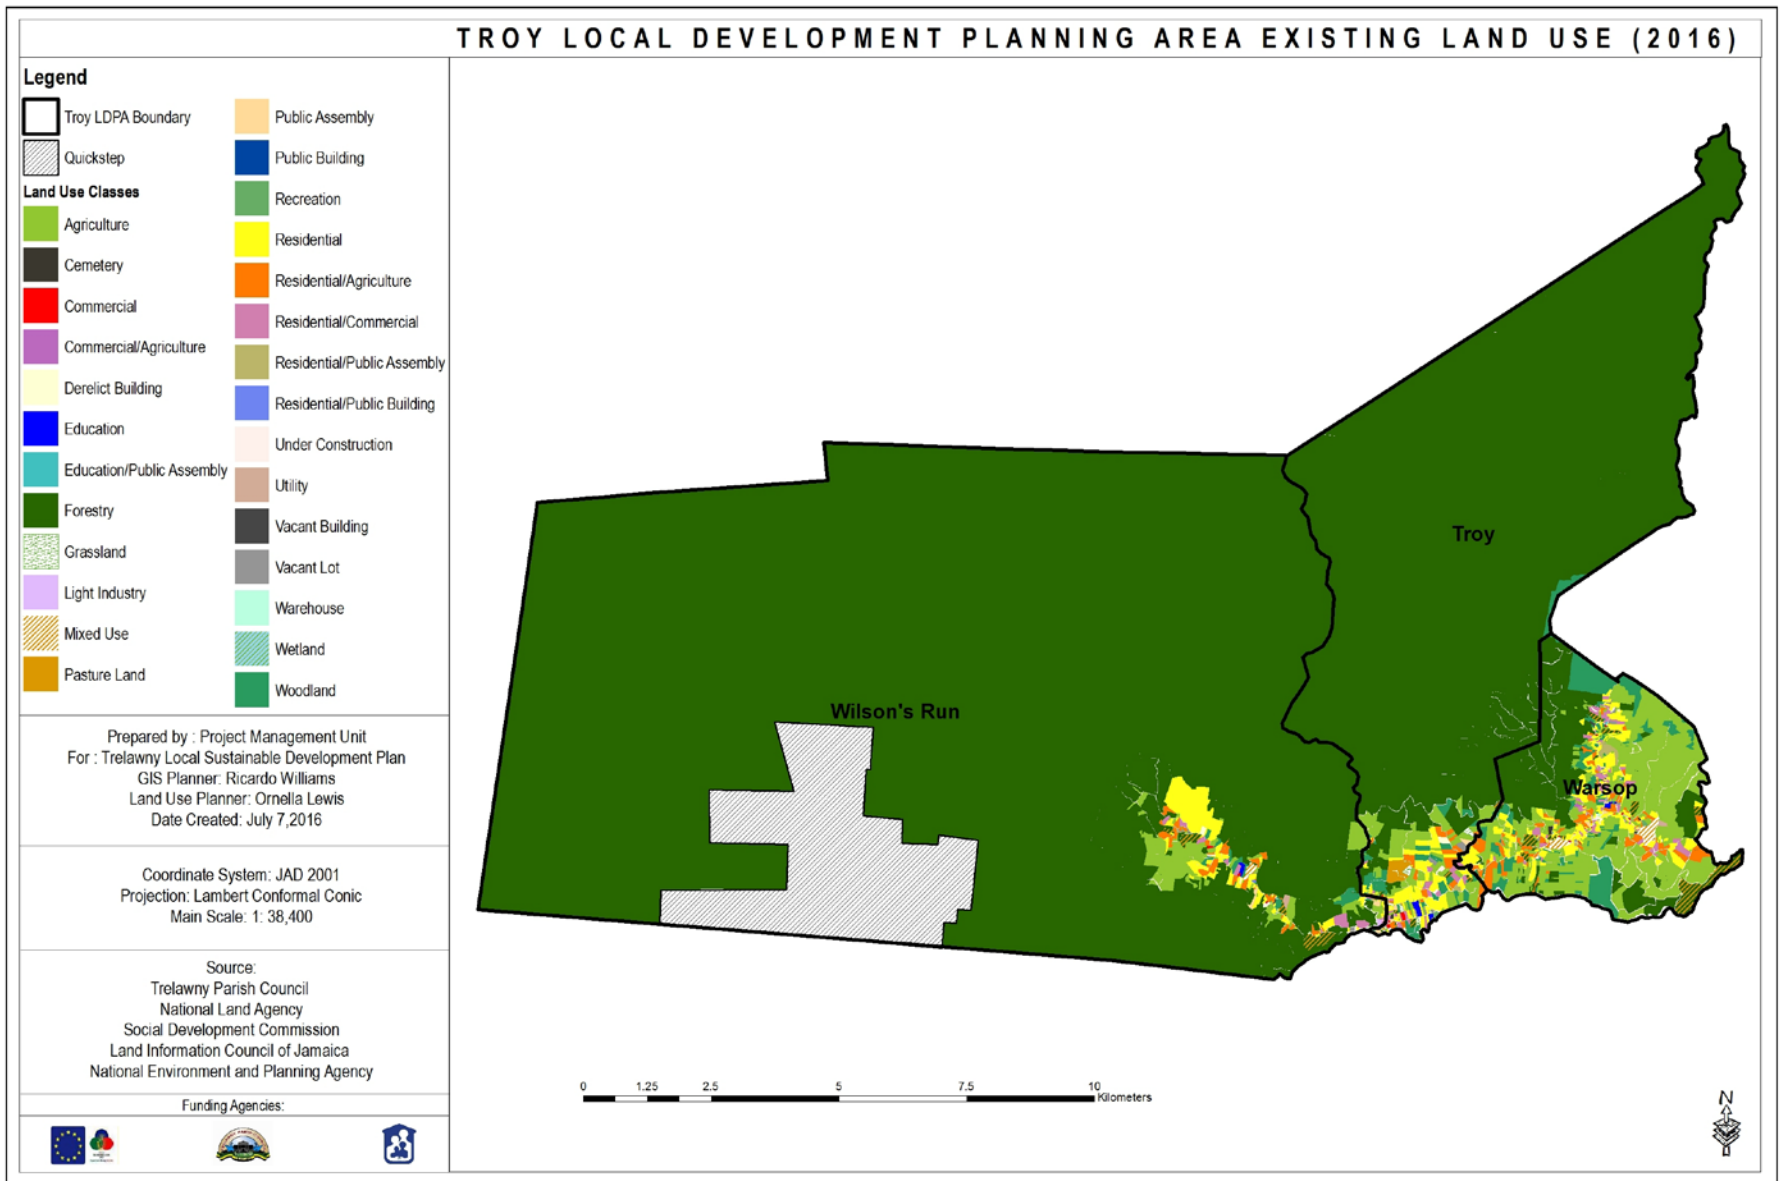 TROY LOCAL DEVELOPMENT PLANNING AREA EXISTING LAND USE (2016)
Legend
Troy LDPA Boundary
Quickstep
Land Use Classes
Agriculture
Cemetery
Commercial
Commercial/Agriculture
Derelict Building
Education
Education/Public Assembly
Forestry
Grassland
Light Industry
Mixed Use
Pasture Land
Public Assembly
Public Building
Recreation
Residential
Residential/Agriculture
Residential/Commercial
Residential/Public Assembly
Residential/Public Building
Under Construction
Utility
Vacant Building
Vacant Lot
Warehouse
Wetland
Woodland
Prepared by : Project Management Unit
For : Trelawny Local Sustainable Development Plan
GIS Planner: Ricardo Williams
Land Use Planner: Ornella Lewis
Date Created: July 7,2016
Coordinate System: JAD 2001
Projection: Lambert Conformal Conic
Main Scale: 1: 38,400
Source:
Trelawny Parish Council
National Land Agency
Social Development Commission
Land Information Council of Jamaica
National Environment and Planning Agency
Funding Agencies:
Troy
Wilson's Run
Warsop
0 1.25 2.5 5 7.5 10
Kilometers
N